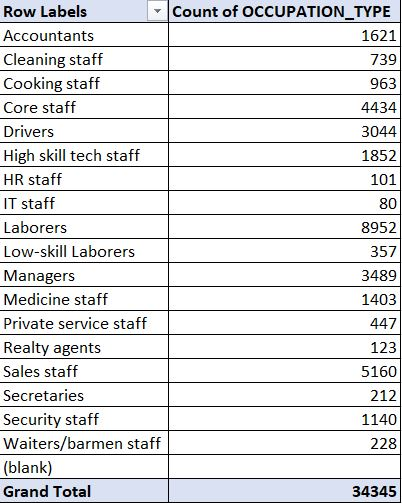 Row Labels Count of OCCUPATION_TYPE
Accountants 1621
Cleaning staff 739
Cooking staff 963
Core staff 4434
Drivers 3044
High skill tech staff 1852
HR staff 101
IT staff 80
Laborers 8952
Low-skill Laborers 357
Managers 3489
Medicine staff 1403
Private service staff 447
Realty agents 123
Sales staff 5160
Secretaries 212
Security staff 1140
Waiters/barmen staff 228
(blank)
Grand Total 34345